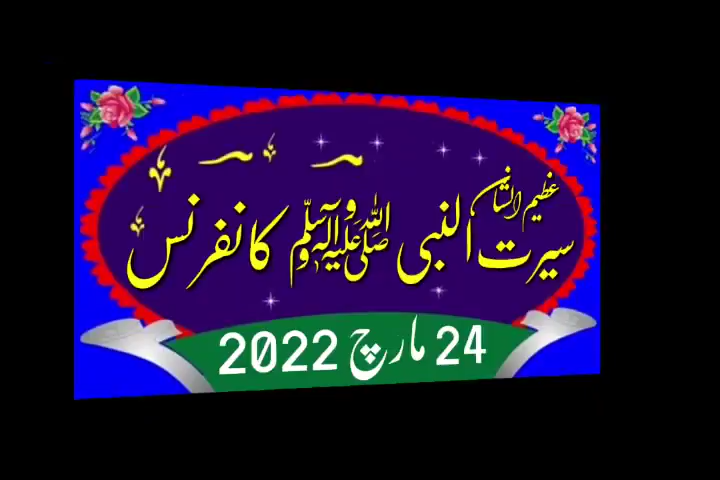 عظیم الشان
سیرت النبی صلی اللہ علیہ وآلہ وسلم کانفرنس
24 مارچ 2022